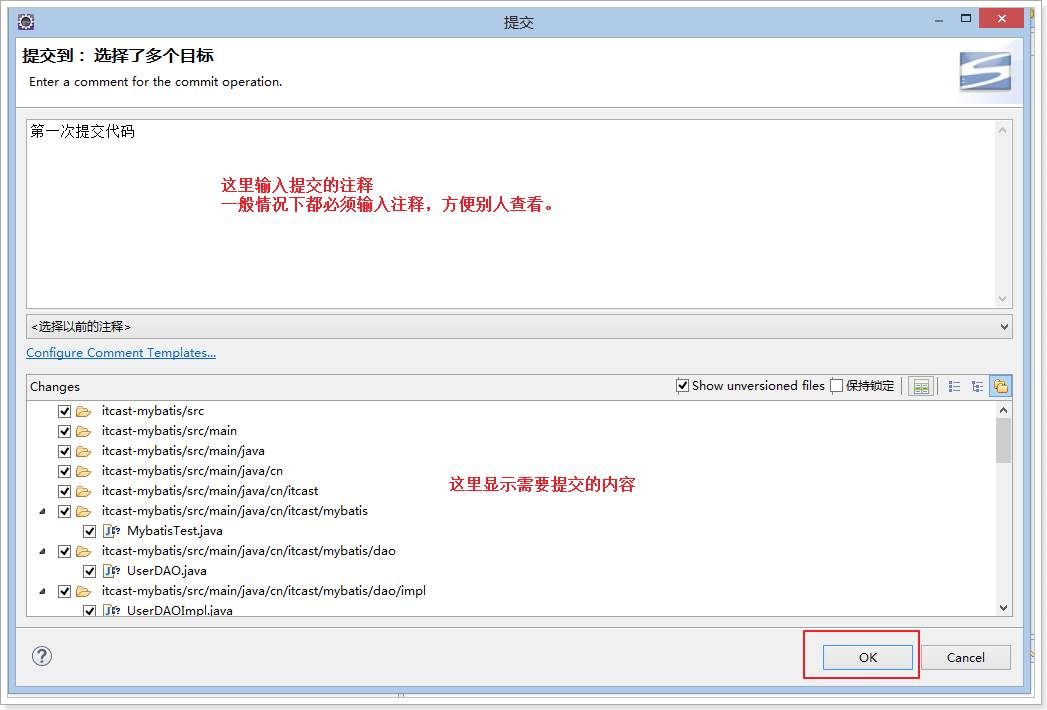 提交
提交到：选择了多个目标
Enter a comment for the commit operation.
第一次提交代码
这里输入提交的注释
一般情况下都必须输入注释，方便别人查看。
<选择以前的注释>
Configure Comment Templates...
Changes
Show unversioned files 保持锁定
itcast-mybatis/src
itcast-mybatis/src/main
itcast-mybatis/src/main/java
itcast-mybatis/src/main/java/cn
itcast-mybatis/src/main/java/cn/itcast
这里显示需要提交的内容
itcast-mybatis/src/main/java/cn/itcast/mybatis
MybatisTest.java
itcast-mybatis/src/main/java/cn/itcast/mybatis/dao
UserDAO.java
itcast-mybatis/src/main/java/cn/itcast/mybatis/dao/impl
UserDAOImpl.java
OK Cancel